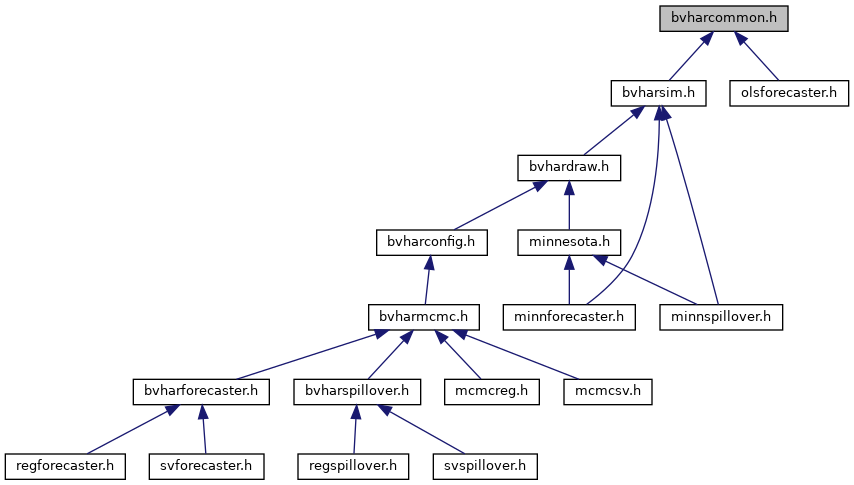 bvharcommon.h
bvharsim.h
olsforecaster.h
bvhardraw.h
bvharconfig.h
minnesota.h
bvharmcmc.h
minnforecaster.h
minnspillover.h
bvharforecaster.h
bvharspillover.h
mcmcreg.h
mcmcsv.h
regforecaster.h
svforecaster.h
regspillover.h
svspillover.h